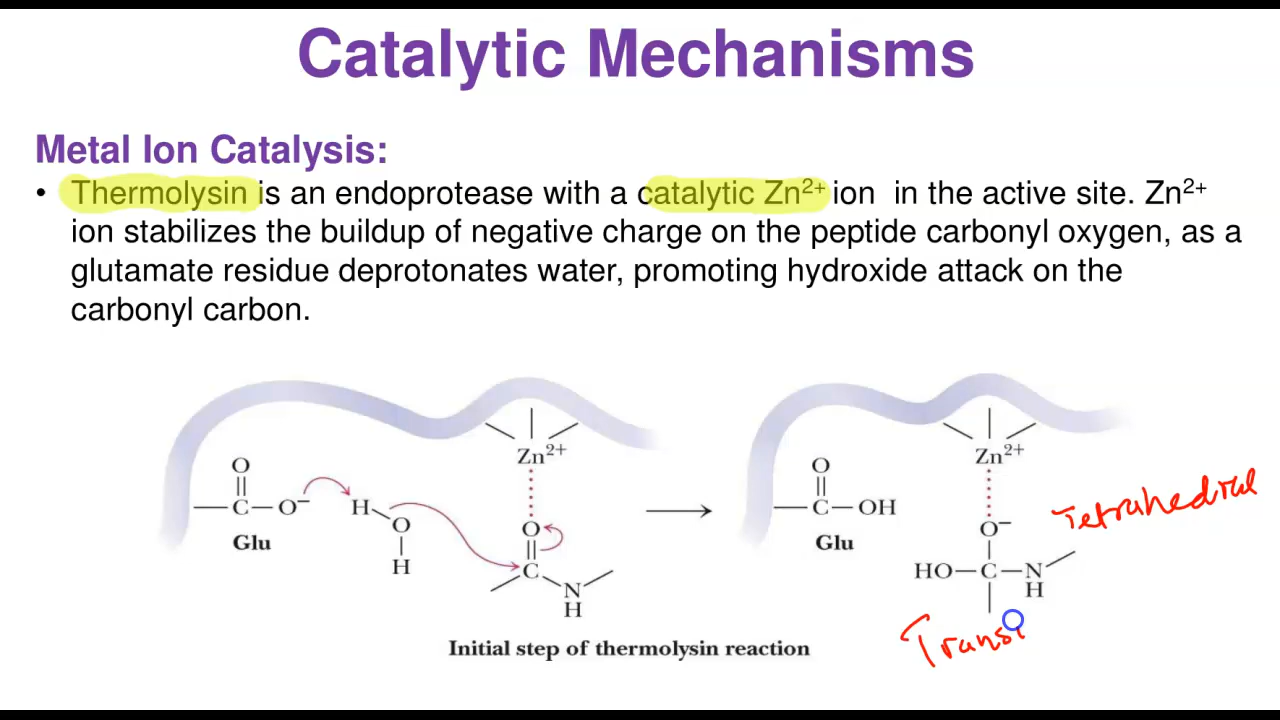 Catalytic Mechanisms
Metal Ion Catalysis:
• Thermolysin is an endoprotease with a catalytic Zn²⁺ ion in the active site. Zn²⁺
ion stabilizes the buildup of negative charge on the peptide carbonyl oxygen, as a
glutamate residue deprotonates water, promoting hydroxide attack on the
carbonyl carbon.
Zn²⁺
O
C O⁻
Glu
H
O
H
O
C
N
H
Zn²⁺
O
C OH
Glu
O⁻
HO C N
H
Tetrahedral
Transi
Initial step of thermolysin reaction